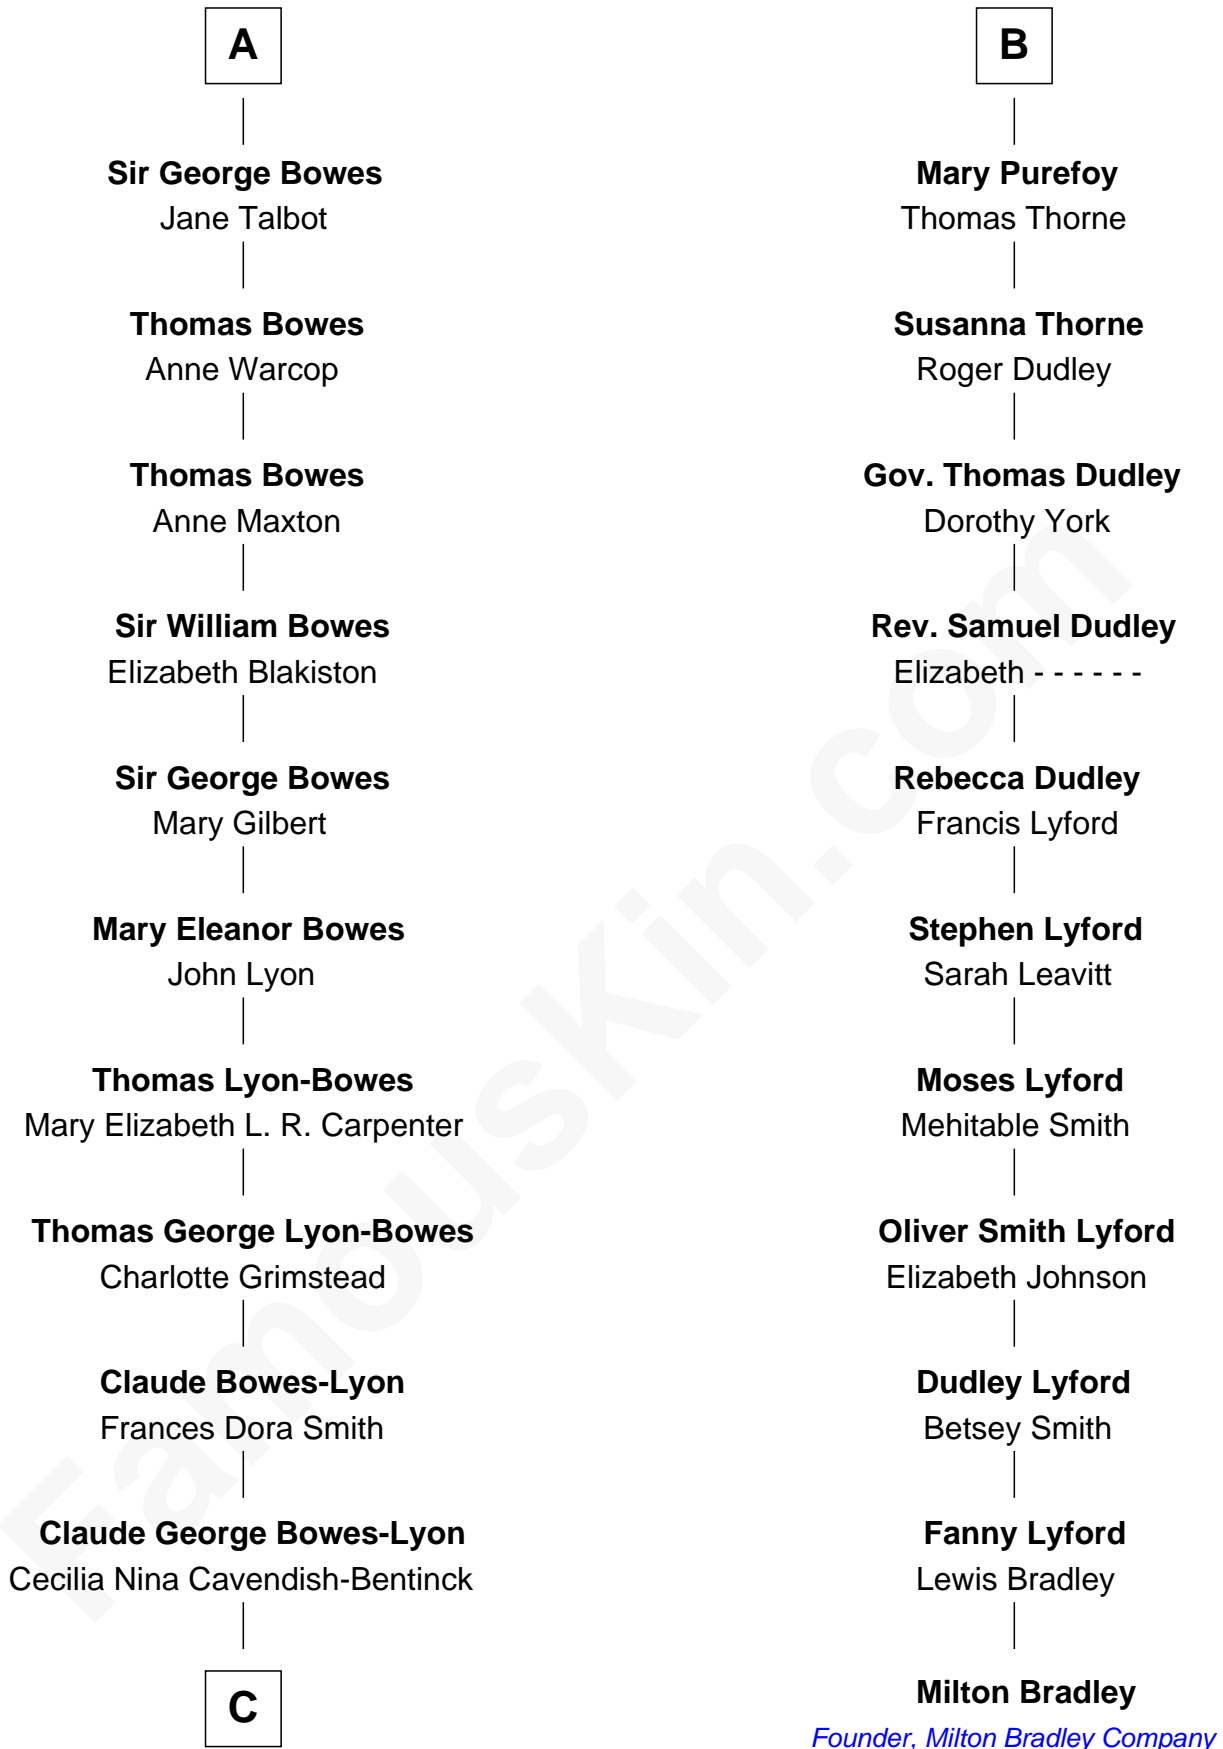 A
Sir George Bowes
Jane Talbot
Thomas Bowes
Anne Warcop
Thomas Bowes
Anne Maxton
Sir William Bowes
Elizabeth Blakiston
Sir George Bowes
Mary Gilbert
Mary Eleanor Bowes
John Lyon
Thomas Lyon-Bowes
Mary Elizabeth L. R. Carpenter
Thomas George Lyon-Bowes
Charlotte Grimstead
Claude Bowes-Lyon
Frances Dora Smith
Claude George Bowes-Lyon
Cecilia Nina Cavendish-Bentinck
C
B
Mary Purefoy
Thomas Thorne
Susanna Thorne
Roger Dudley
Gov. Thomas Dudley
Dorothy York
Rev. Samuel Dudley
Elizabeth - - - - - -
Rebecca Dudley
Francis Lyford
Stephen Lyford
Sarah Leavitt
Moses Lyford
Mehitable Smith
Oliver Smith Lyford
Elizabeth Johnson
Dudley Lyford
Betsey Smith
Fanny Lyford
Lewis Bradley
Milton Bradley
Founder, Milton Bradley Company
FamousKin.com